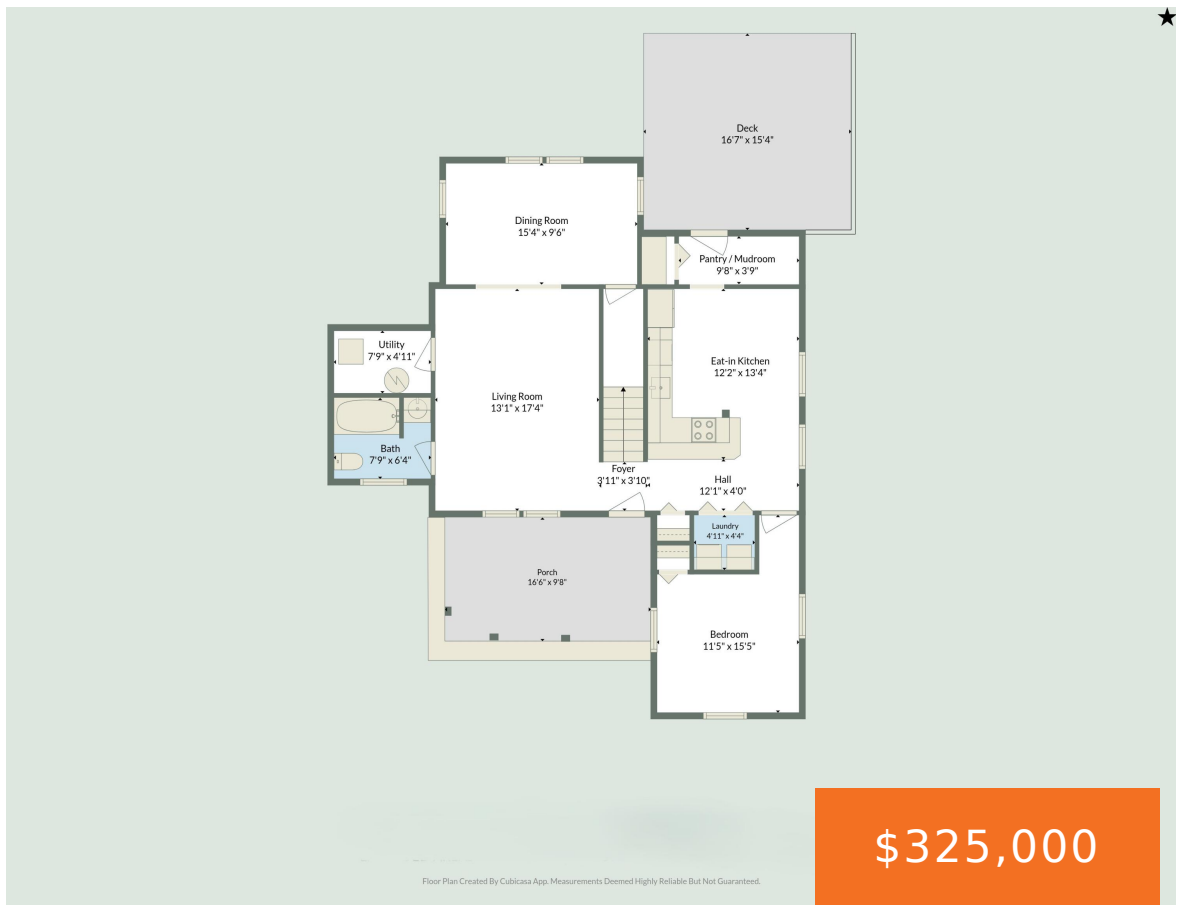 ★
Deck
16'7" x 15'4"
Dining Room
15'4" x 9'6"
Pantry / Mudroom
9'8" x 3'9"
Utility
7'9" x 4'11"
Eat-in Kitchen
12'2" x 13'4"
Living Room
13'1" x 17'4"
Bath
7'9" x 6'4"
Foyer
3'11" x 3'10"
Hall
12'1" x 4'0"
Laundry
4'11" x 4'4"
Porch
16'6" x 9'8"
Bedroom
11'5" x 15'5"
$325,000
Floor Plan Created By Cubicasa App. Measurements Deemed Highly Reliable But Not Guaranteed.